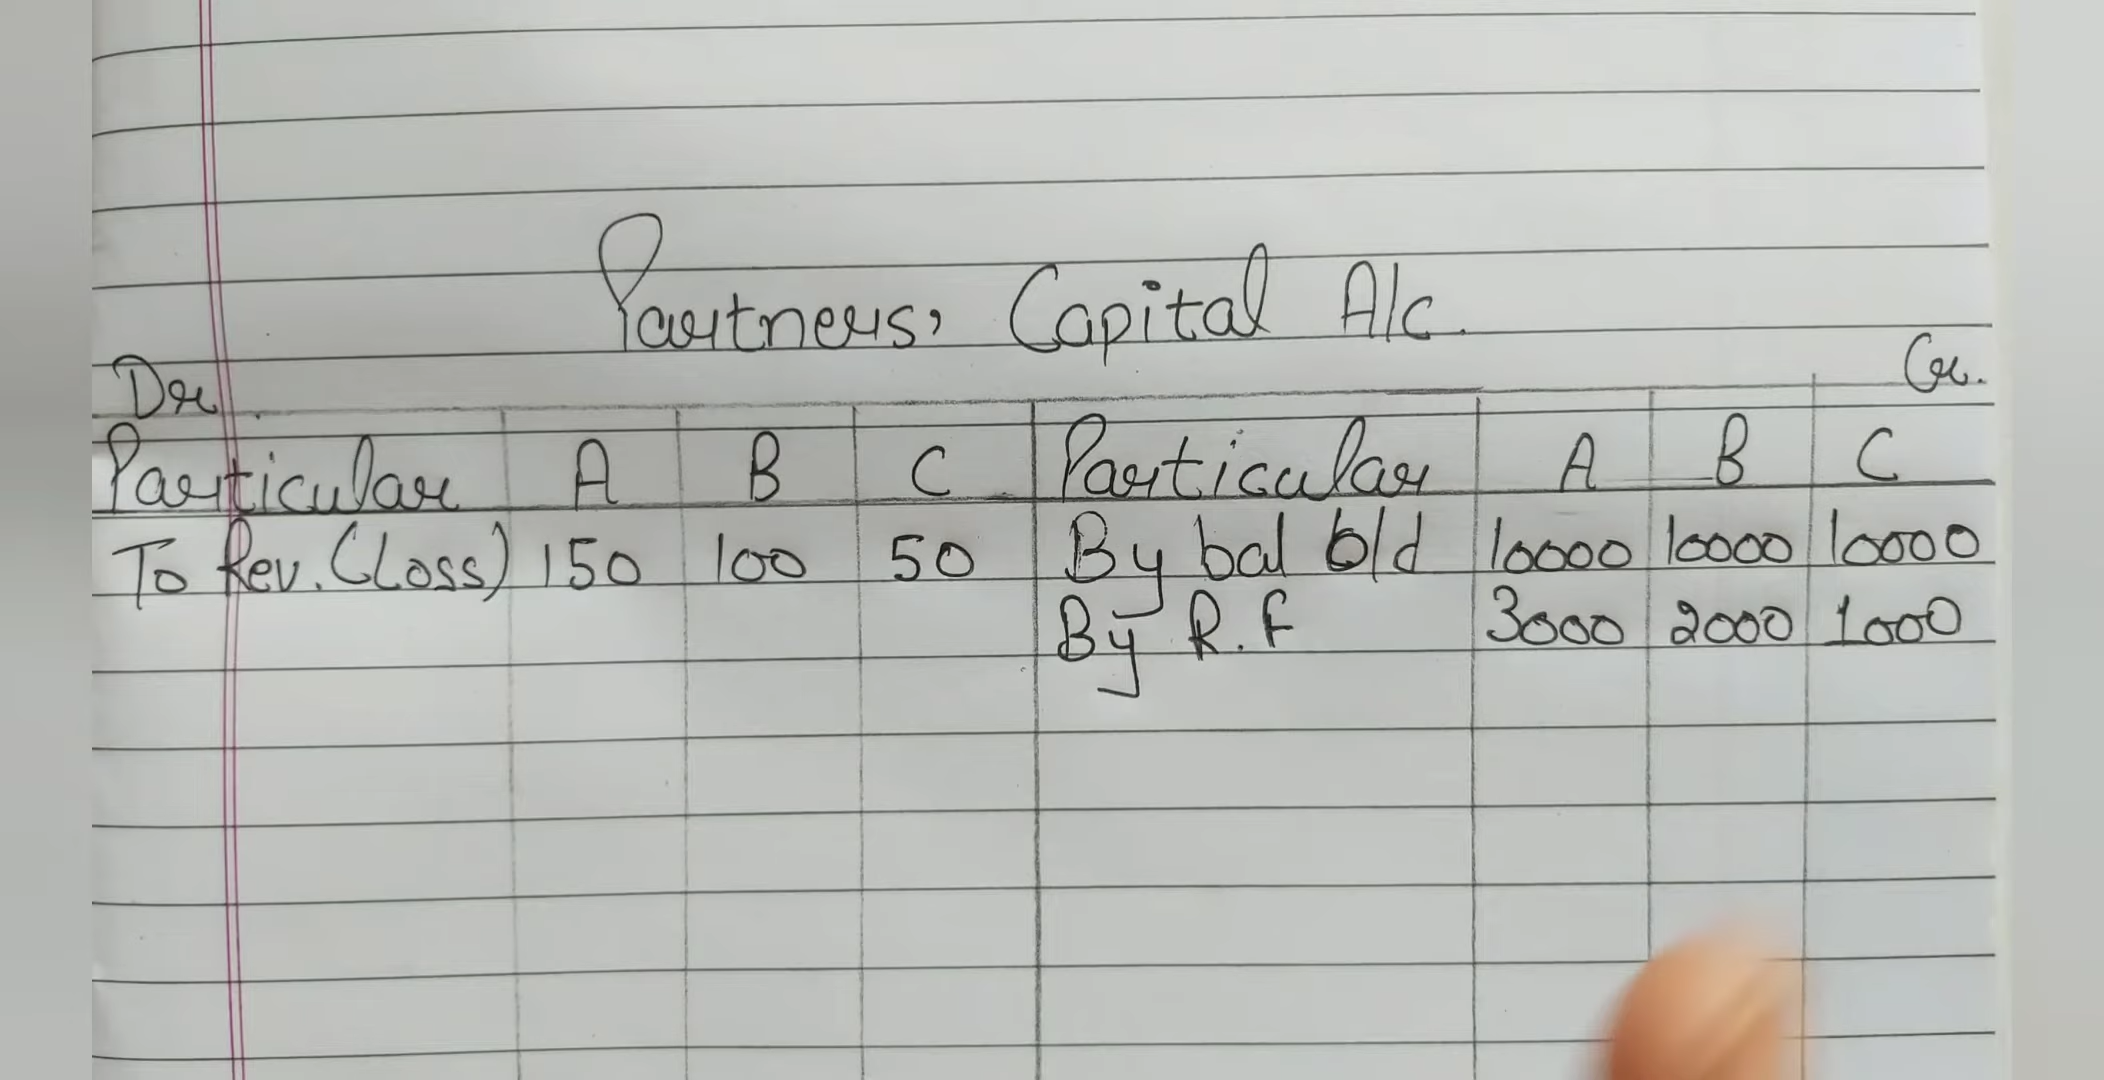 Partners' Capital A/c.
Dr. Cr.
Particular A B C Particular A B C
To Rev. (Loss) 150 100 50 By bal b/d 10000 10000 10000
By R.F 3000 2000 1000